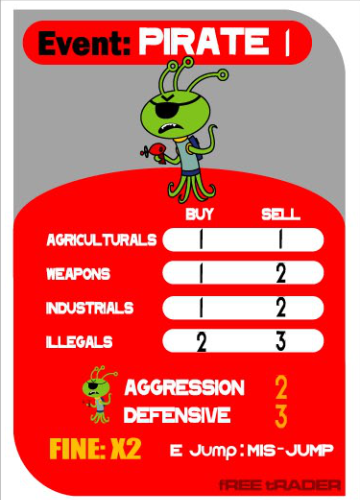 Event: PIRATE 1
BUY SELL
AGRICULTURALS 1 1
WEAPONS 1 2
INDUSTRIALS 1 2
ILLEGALS 2 3
AGGRESSION 2
DEFENSIVE 3
FINE: X2 E Jump: MIS-JUMP
fREE tRADER